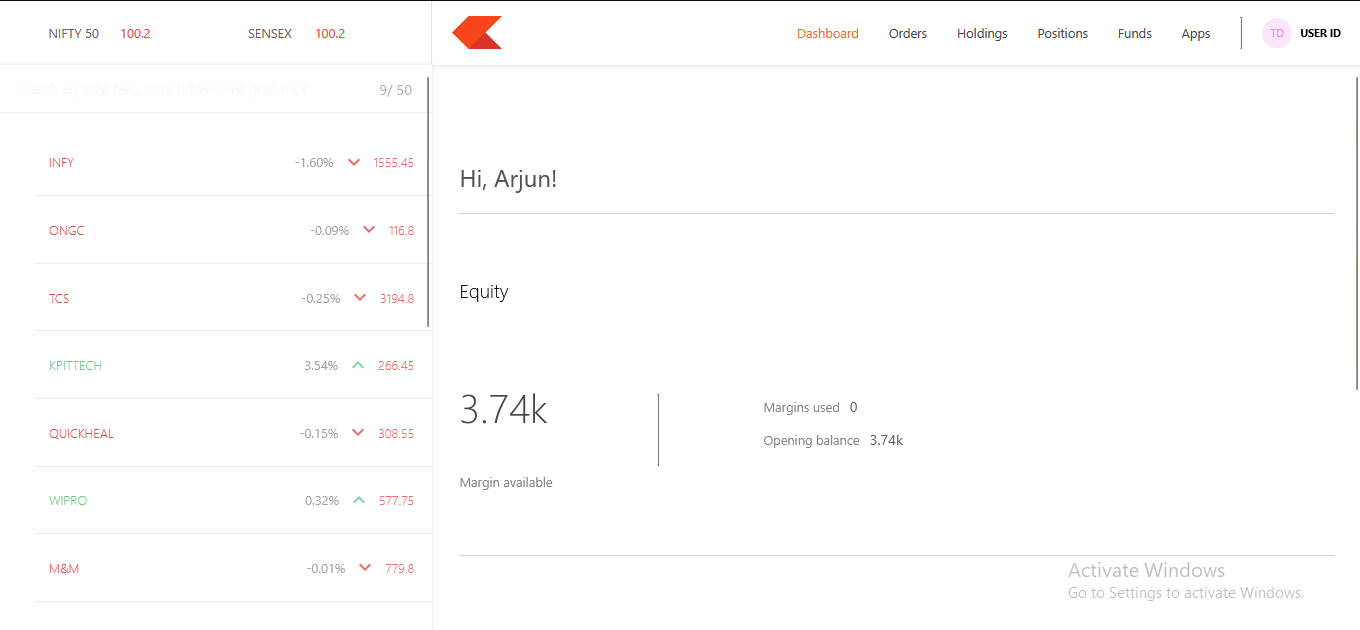 NIFTY 50 100.2 SENSEX 100.2
Dashboard Orders Holdings Positions Funds Apps TD USER ID
Search eg:infy, bse, nifty fut weekly, gold mcx 9/ 50
INFY -1.60% 1555.45
ONGC -0.09% 116.8
TCS -0.25% 3194.8
KPITTECH 3.54% 266.45
QUICKHEAL -0.15% 308.55
WIPRO 0.32% 577.75
M&M -0.01% 779.8
Hi, Arjun!
Equity
3.74k
Margin available
Margins used 0
Opening balance 3.74k
Activate Windows
Go to Settings to activate Windows.